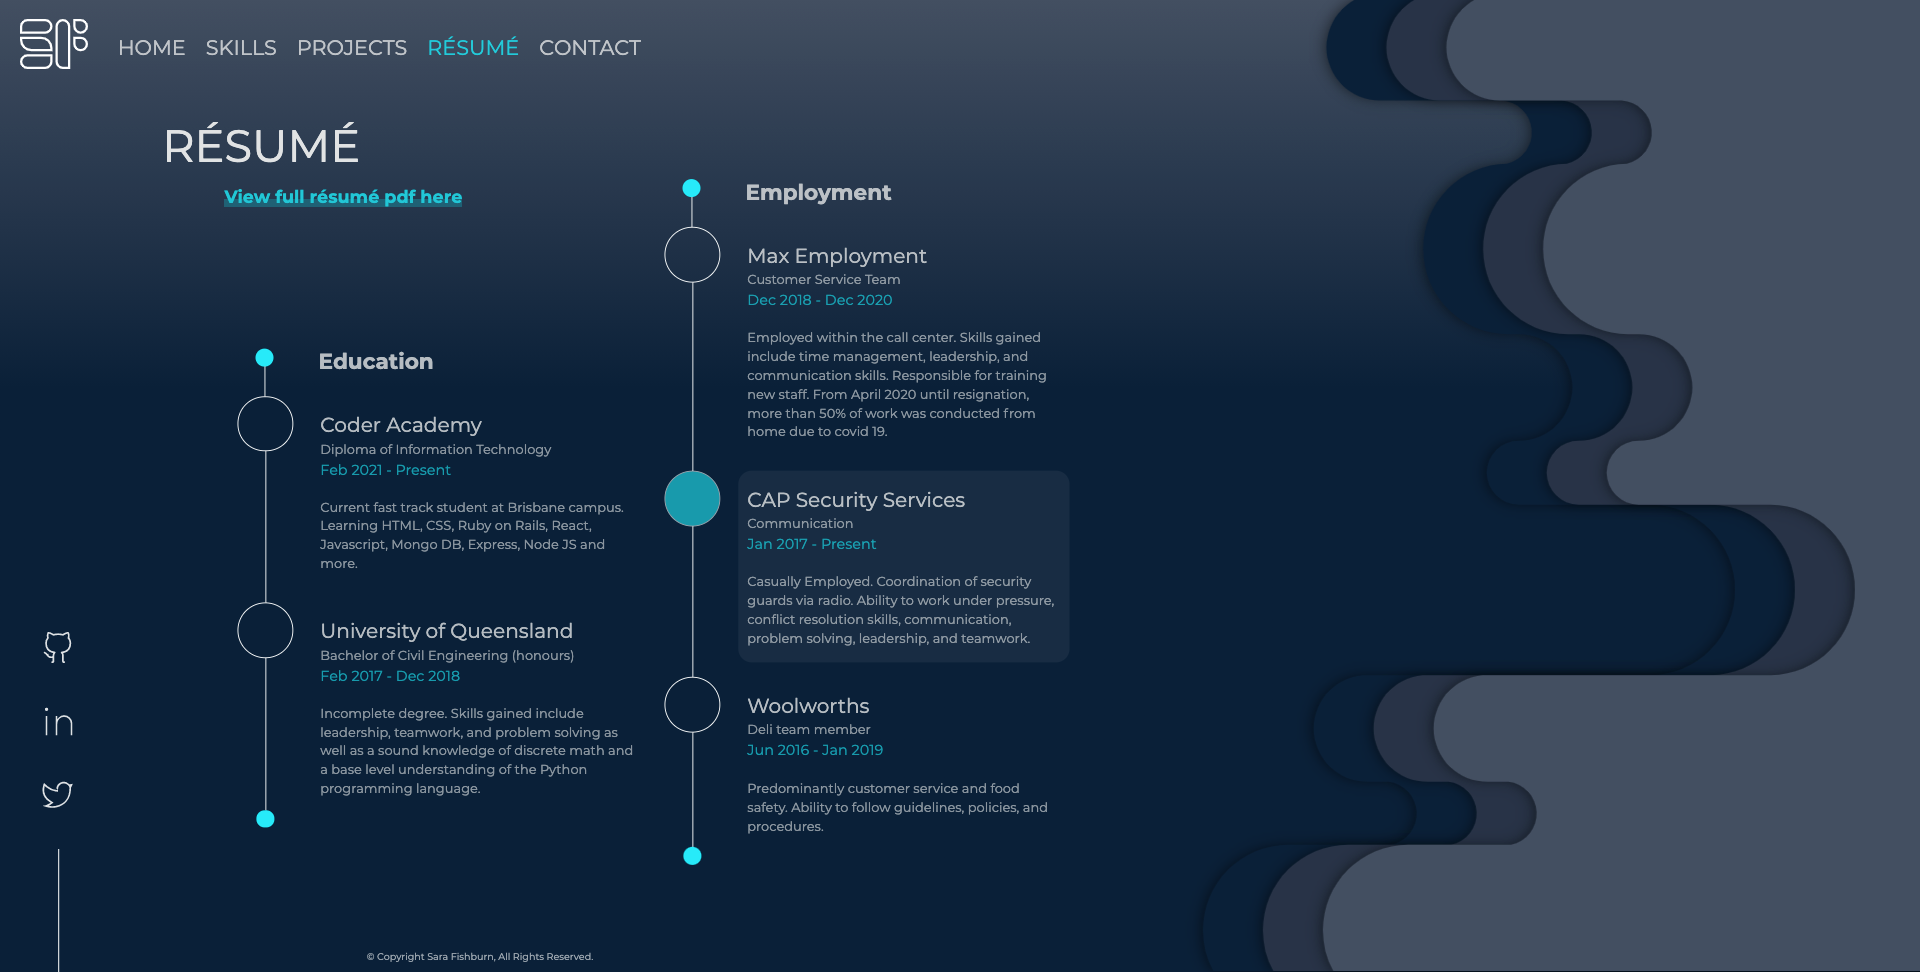 HOME SKILLS PROJECTS RÉSUMÉ CONTACT
RÉSUMÉ
View full résumé pdf here
Education
Coder Academy
Diploma of Information Technology
Feb 2021 - Present
Current fast track student at Brisbane campus.
Learning HTML, CSS, Ruby on Rails, React,
Javascript, Mongo DB, Express, Node JS and
more.
University of Queensland
Bachelor of Civil Engineering (honours)
Feb 2017 - Dec 2018
Incomplete degree. Skills gained include
leadership, teamwork, and problem solving as
well as a sound knowledge of discrete math and
a base level understanding of the Python
programming language.
Employment
Max Employment
Customer Service Team
Dec 2018 - Dec 2020
Employed within the call center. Skills gained
include time management, leadership, and
communication skills. Responsible for training
new staff. From April 2020 until resignation,
more than 50% of work was conducted from
home due to covid 19.
CAP Security Services
Communication
Jan 2017 - Present
Casually Employed. Coordination of security
guards via radio. Ability to work under pressure,
conflict resolution skills, communication,
problem solving, leadership, and teamwork.
Woolworths
Deli team member
Jun 2016 - Jan 2019
Predominantly customer service and food
safety. Ability to follow guidelines, policies, and
procedures.
in
© Copyright Sara Fishburn, All Rights Reserved.